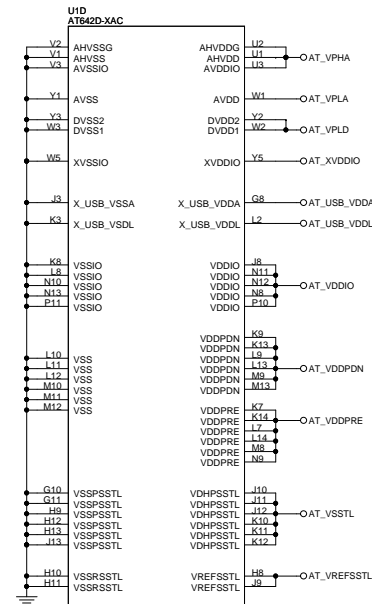 U1D
AT642D-XAC
V2 AHVSSG AHVDDG U2
V1 AHVSS AHVDD U1 AT_VPHA
V3 AVSSIO AVDDIO U3
Y1 AVSS AVDD W1 AT_VPLA
Y3 DVSS2 DVDD2 Y2
W3 DVSS1 DVDD1 W2 AT_VPLD
W5 XVSSIO XVDDIO Y5 AT_XVDDIO
J3 X_USB_VSSA X_USB_VDDA G8 AT_USB_VDDA
K3 X_USB_VSDL X_USB_VDDL L2 AT_USB_VDDL
K8 VSSIO VDDIO J8
L8 VSSIO VDDIO N11
N10 VSSIO VDDIO N12 AT_VDDIO
N13 VSSIO VDDIO N8
P11 VSSIO VDDIO P10
VDDPDN K9
VDDPDN K13
L10 VSS VDDPDN L9
L11 VSS VDDPDN L13 AT_VDDPDN
L12 VSS VDDPDN M9
M10 VSS VDDPDN M13
M11 VSS
M12 VSS VDDPRE K7
VDDPRE K14 AT_VDDPRE
VDDPRE L7
VDDPRE L14
VDDPRE M8
VDDPRE N9
G10 VSSPSSTL VDHPSSTL J10
G11 VSSPSSTL VDHPSSTL J11
H9 VSSPSSTL VDHPSSTL J12 AT_VSSTL
H12 VSSPSSTL VDHPSSTL K10
H13 VSSPSSTL VDHPSSTL K11
J13 VSSPSSTL VDHPSSTL K12
H10 VSSRSSTL VREFSSTL H8 AT_VREFSSTL
H11 VSSRSSTL VREFSSTL J9